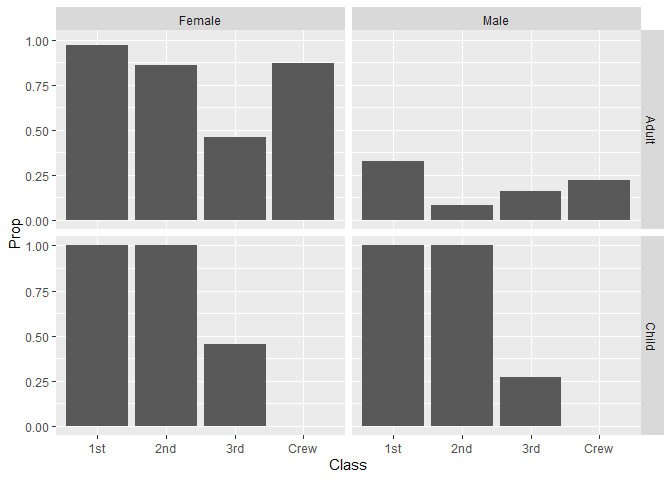 Female
Male
1.00
0.75
0.50
0.25
0.00
Adult
Prop
1.00
0.75
0.50
0.25
0.00
Child
1st
2nd
3rd
Crew
1st
2nd
3rd
Crew
Class